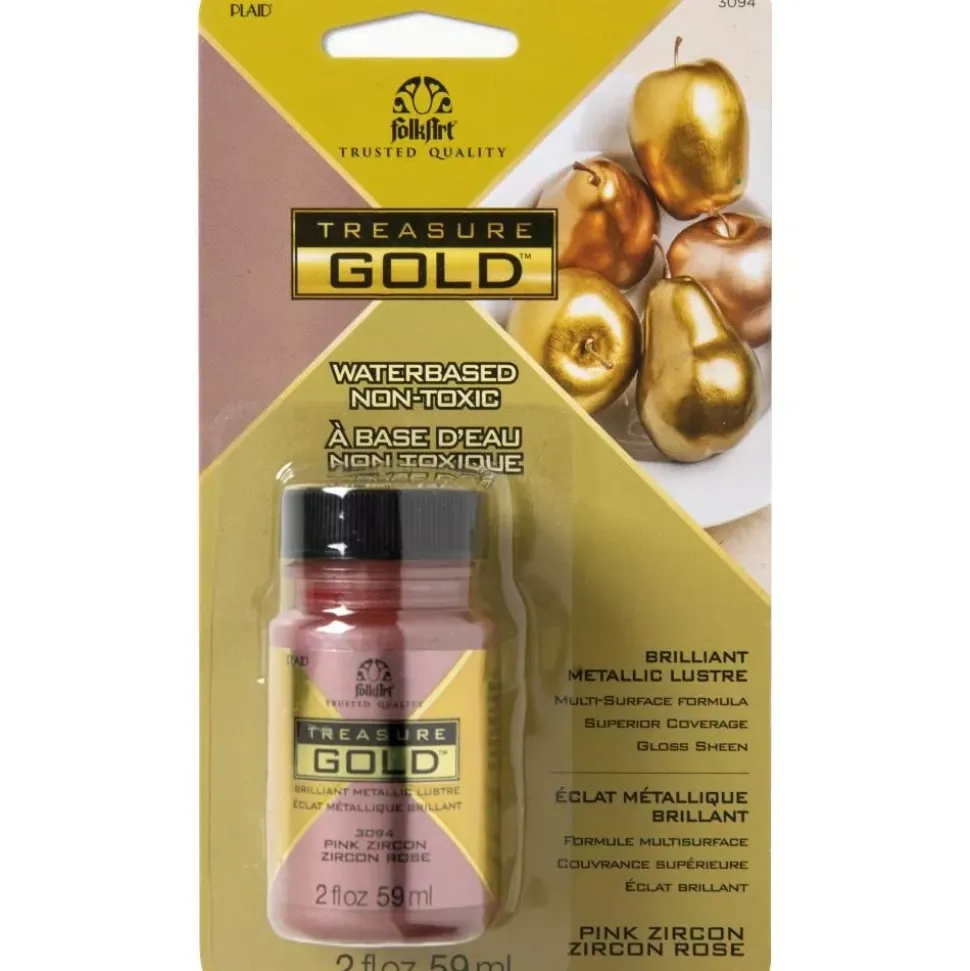 PLAID
3094
folkArt
TRUSTED QUALITY
TREASURE
GOLD™
WATERBASED
NON-TOXIC
À BASE D'EAU
NON TOXIQUE
PLAID
folkArt
TRUSTED QUALITY
TREASURE
GOLD™
BRILLIANT METALLIC LUSTRE
ÉCLAT MÉTALLIQUE BRILLANT
3094
PINK ZIRCON
ZIRCON ROSE
2 fl oz 59 ml
BRILLIANT
METALLIC LUSTRE
MULTI-SURFACE FORMULA
SUPERIOR COVERAGE
GLOSS SHEEN
ÉCLAT MÉTALLIQUE
BRILLANT
FORMULE MULTISURFACE
COUVRANCE SUPÉRIEURE
ÉCLAT BRILLANT
PINK ZIRCON
ZIRCON ROSE
2 fl oz 59 ml